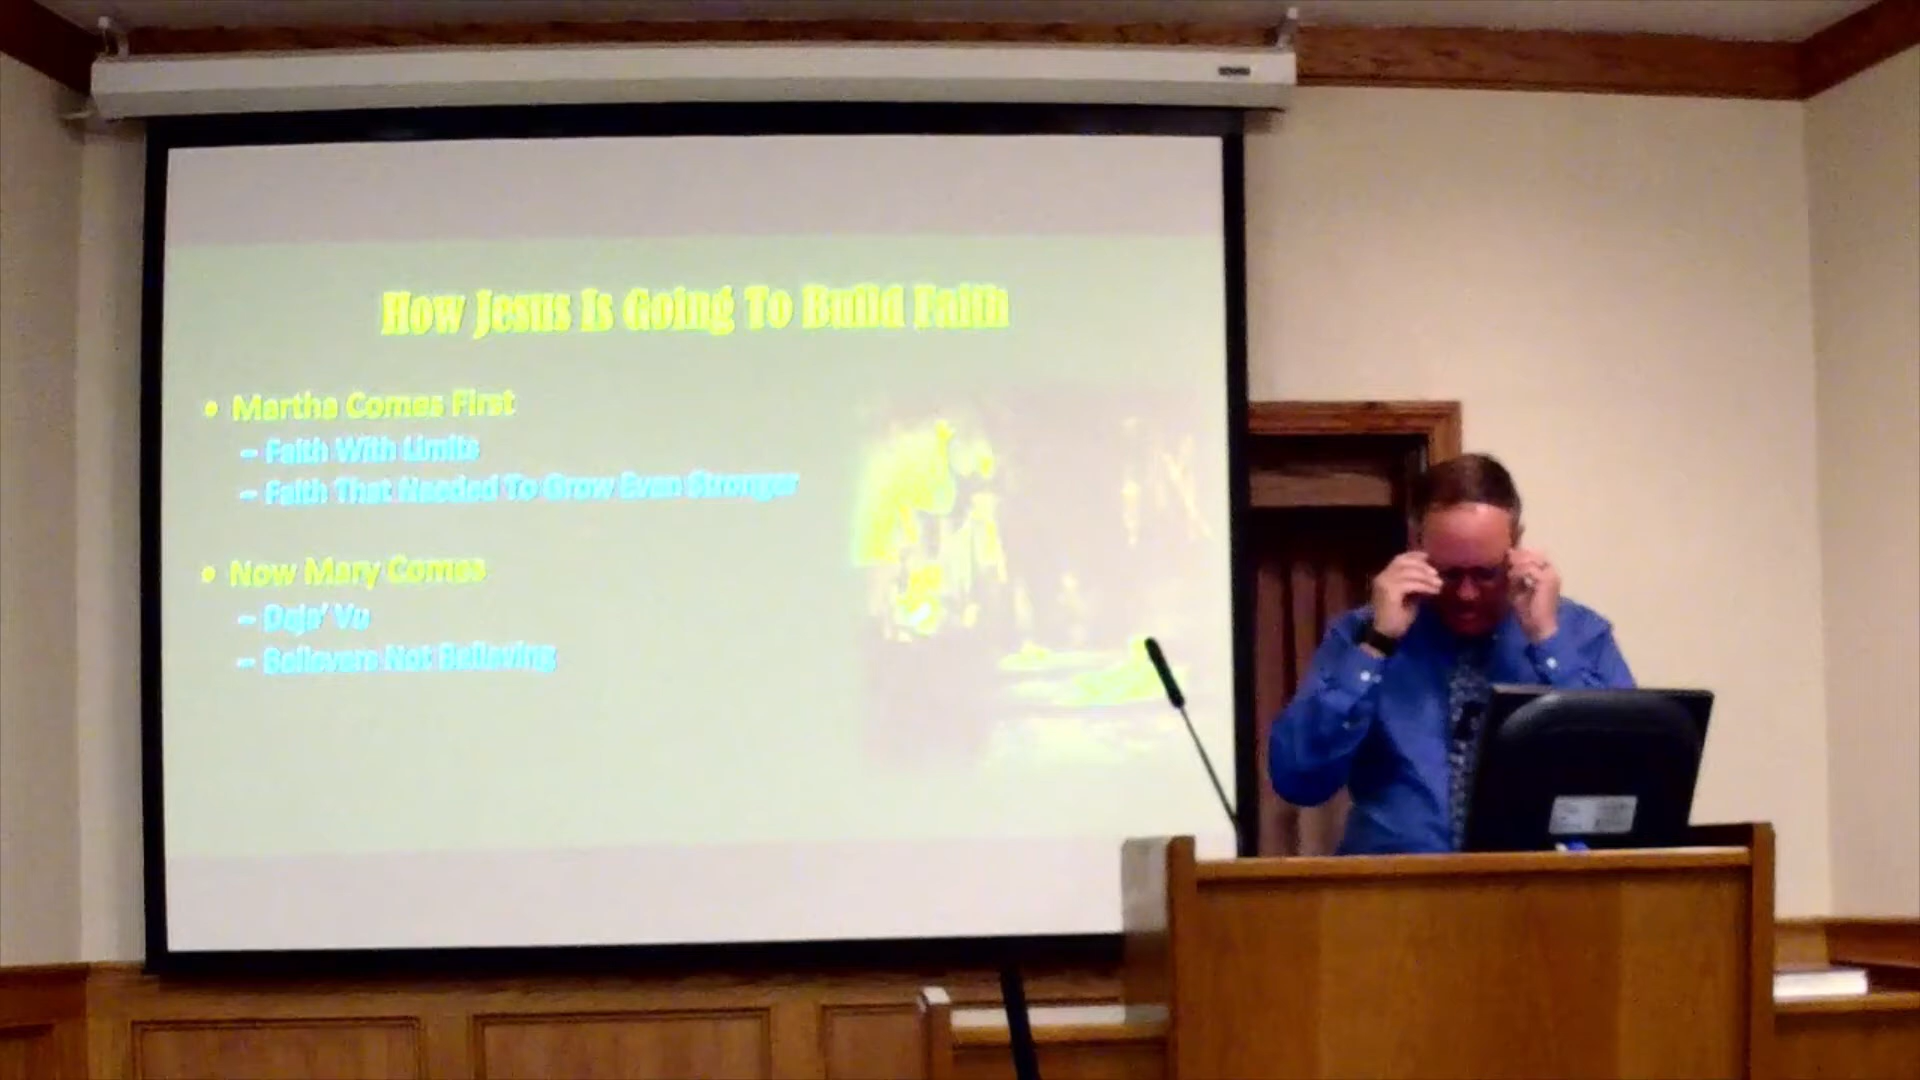 How Jesus Is Going To Build Faith
• Martha Comes First
– Faith With Limits
– Faith That Needed To Grow Even Stronger
• Now Mary Comes
– Deja' Vu
– Believers Not Believing